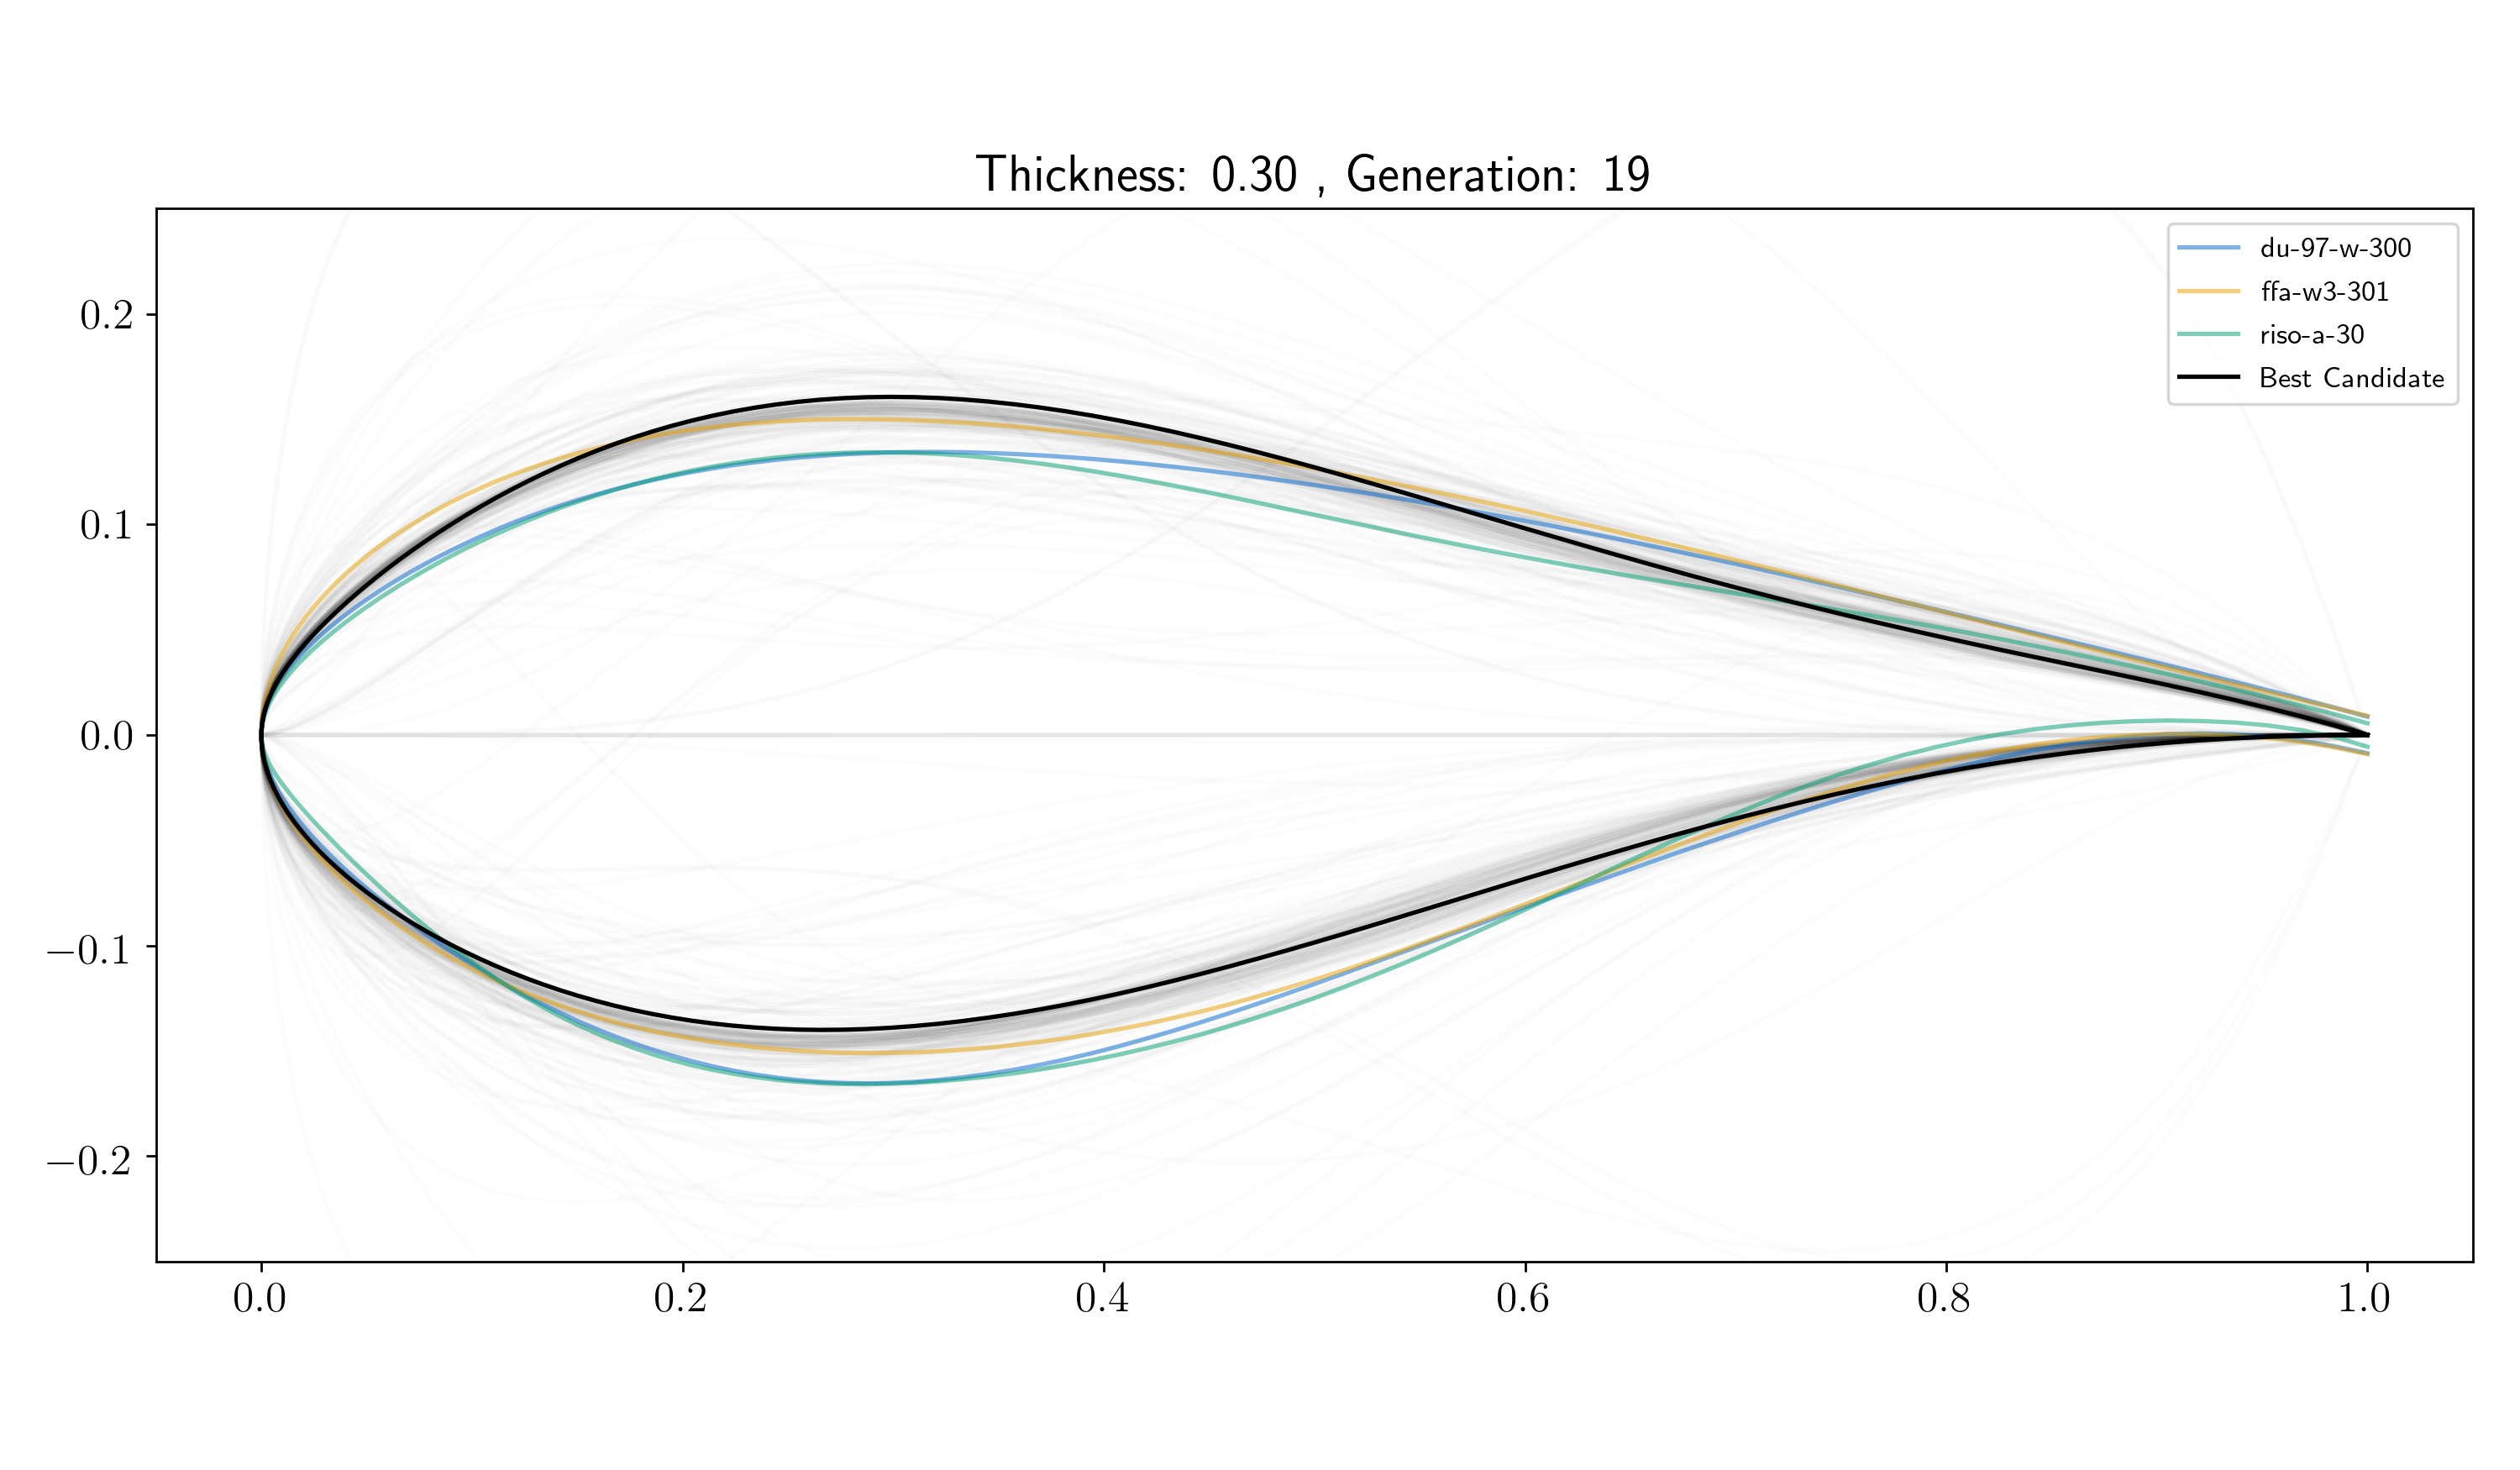 Thickness: 0.30 , Generation: 19
du-97-w-300
ffa-w3-301
riso-a-30
Best Candidate
0.2
0.1
0.0
−0.1
−0.2
0.0 0.2 0.4 0.6 0.8 1.0